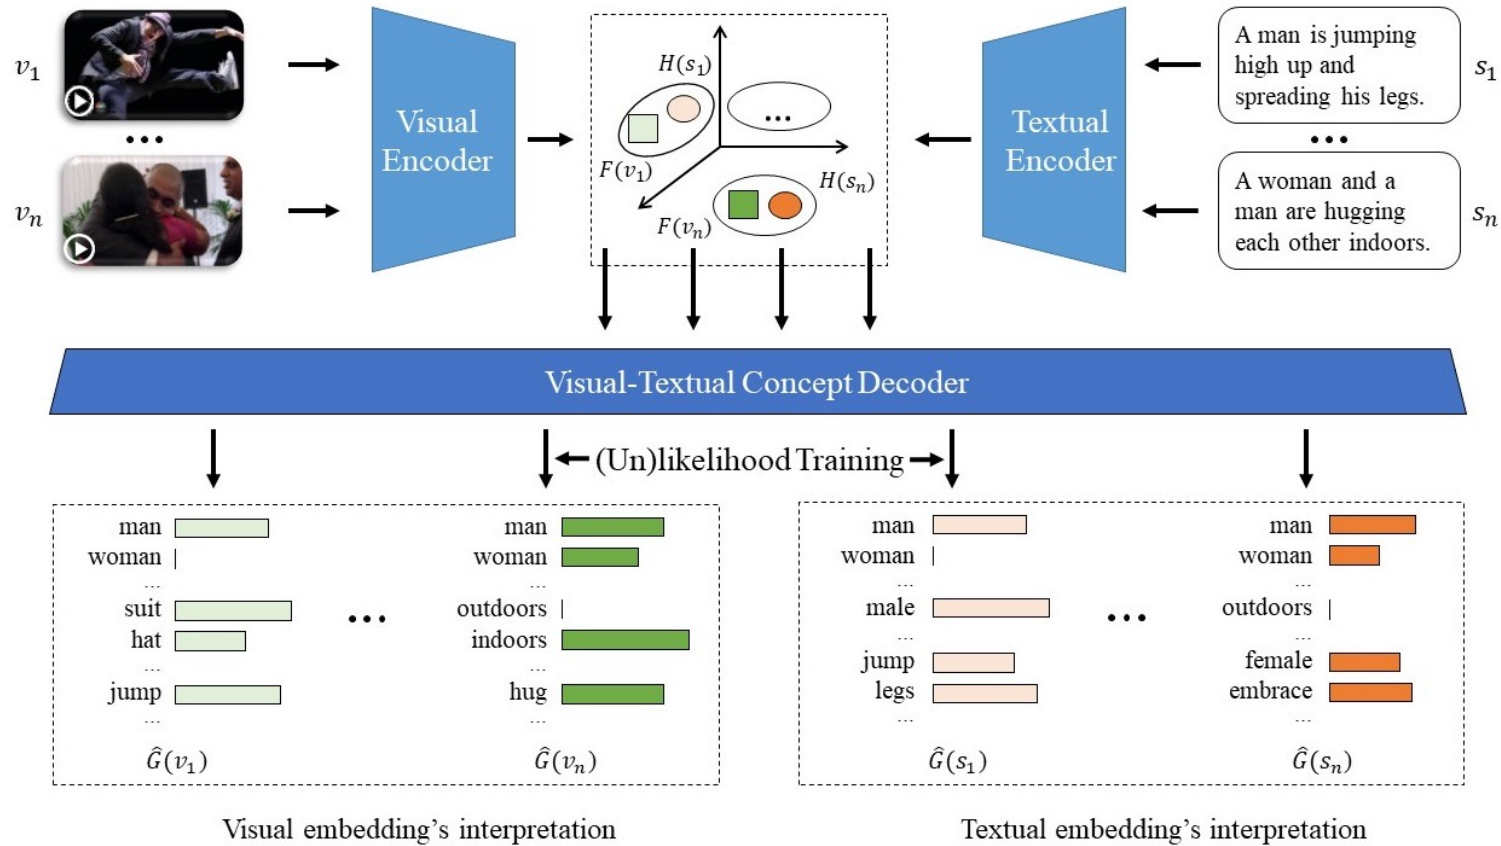 v₁
...
vₙ
Visual
Encoder
H(s₁)
...
F(v₁)
H(sₙ)
F(vₙ)
Textual
Encoder
A man is jumping
high up and
spreading his legs.
s₁
...
A woman and a
man are hugging
each other indoors.
sₙ
Visual-Textual Concept Decoder
(Un)likelihood Training
man
woman
...
suit
hat
...
jump
...
Ĝ(v₁)
...
man
woman
...
outdoors
indoors
...
hug
...
Ĝ(vₙ)
man
woman
...
male
...
jump
legs
...
Ĝ(s₁)
...
man
woman
...
outdoors
...
female
embrace
...
Ĝ(sₙ)
Visual embedding's interpretation
Textual embedding's interpretation